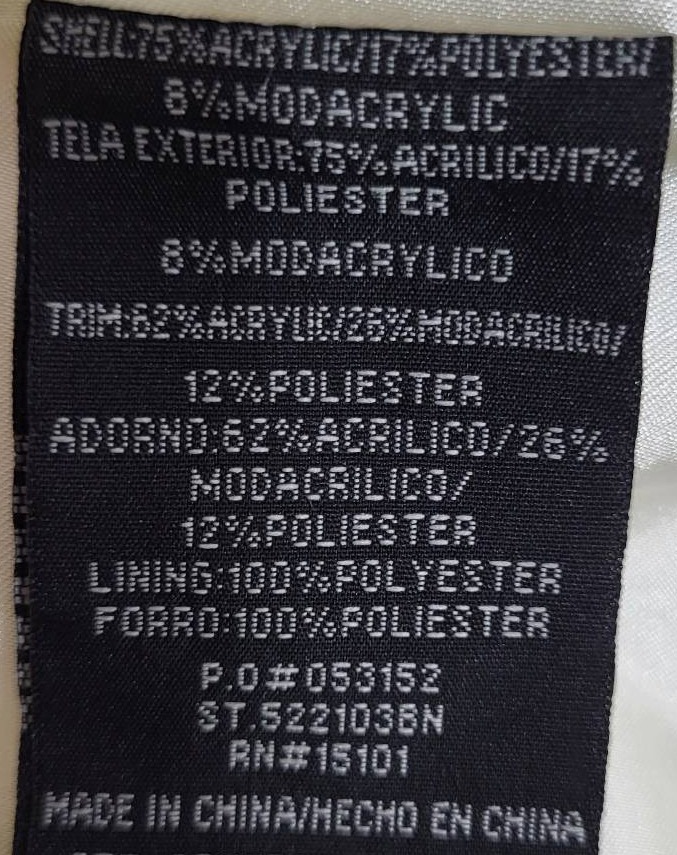 SHELL:75%ACRYLIC/17%POLYESTER/
8%MODACRYLIC
TELA EXTERIOR:75%ACRILICO/17%
POLIESTER
8%MODACRYLICO
TRIM:62%ACRYLIC/26%MODACRILICO/
12%POLIESTER
ADORNO:62%ACRILICO/26%
MODACRILICO/
12%POLIESTER
LINING:100%POLYESTER
FORRO:100%POLIESTER
P.O#053152
ST.5221036N
RN#15101
MADE IN CHINA/HECHO EN CHINA